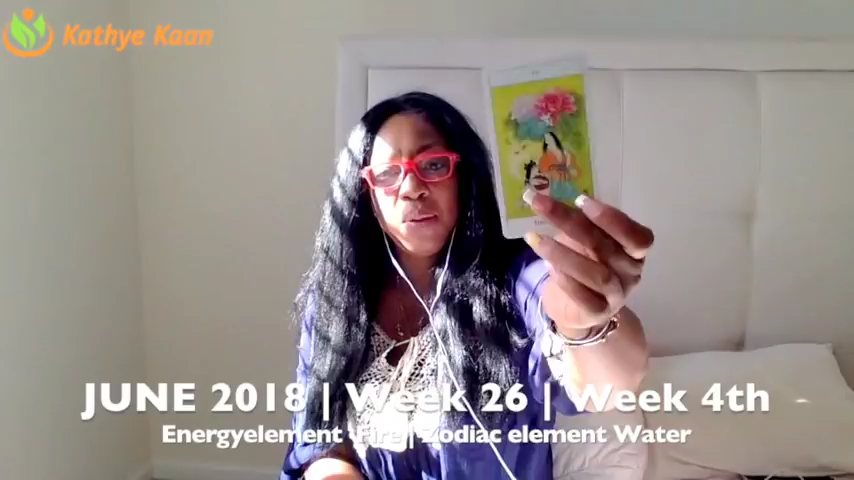 Kathye Kaan
JUNE 2018 | Week 26 | Week 4th
Energyelement Fire | Zodiac element Water